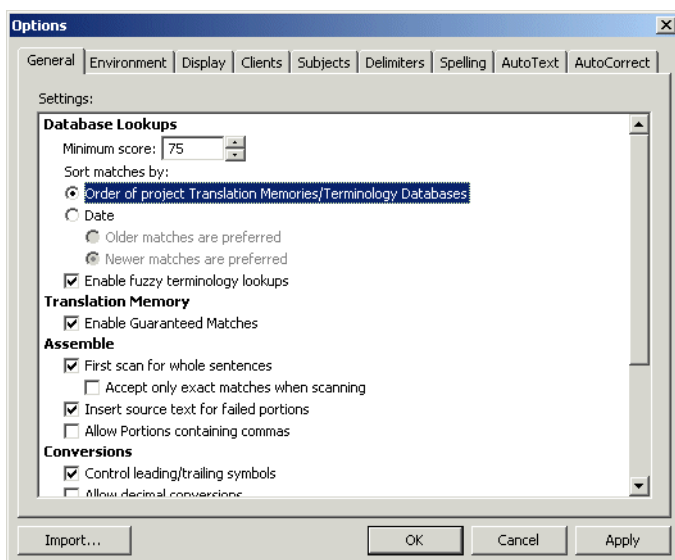 Options
General Environment Display Clients Subjects Delimiters Spelling AutoText AutoCorrect
Settings:
Database Lookups
Minimum score: 75
Sort matches by:
Order of project Translation Memories/Terminology Databases
Date
Older matches are preferred
Newer matches are preferred
Enable fuzzy terminology lookups
Translation Memory
Enable Guaranteed Matches
Assemble
First scan for whole sentences
Accept only exact matches when scanning
Insert source text for failed portions
Allow Portions containing commas
Conversions
Control leading/trailing symbols
Allow decimal conversions
Import... OK Cancel Apply